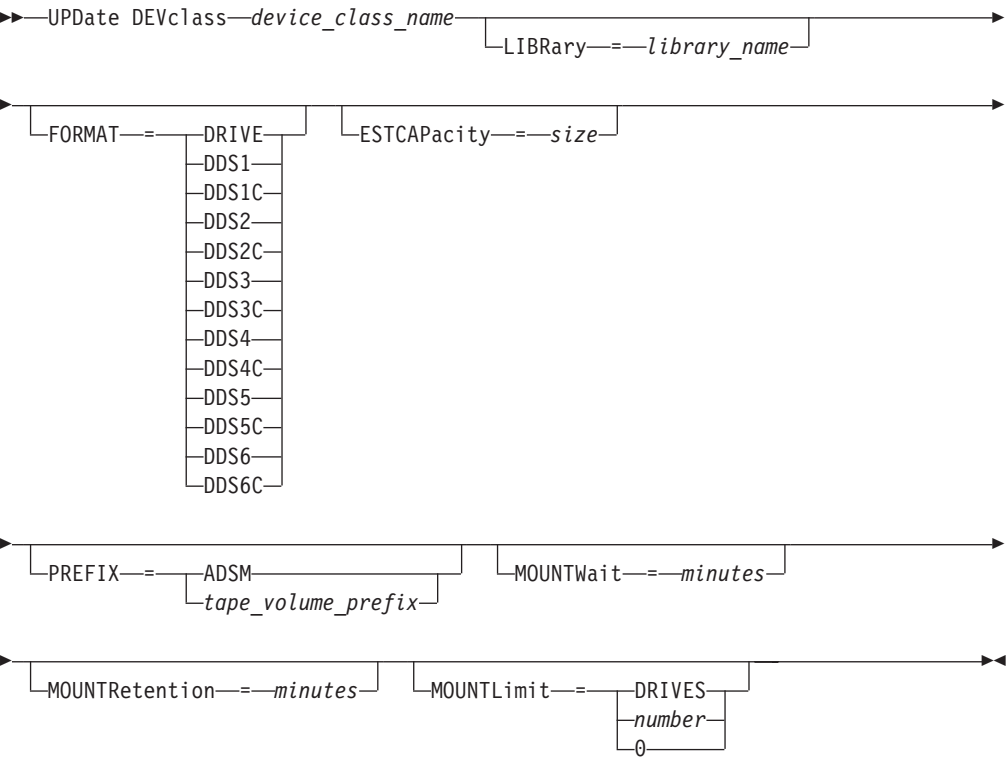 UPDate DEVclass device_class_name
LIBRary = library_name
FORMAT = DRIVE
DDS1
DDS1C
DDS2
DDS2C
DDS3
DDS3C
DDS4
DDS4C
DDS5
DDS5C
DDS6
DDS6C
ESTCAPacity = size
PREFIX = ADSM
tape_volume_prefix
MOUNTWait = minutes
MOUNTRetention = minutes
MOUNTLimit = DRIVES
number
0